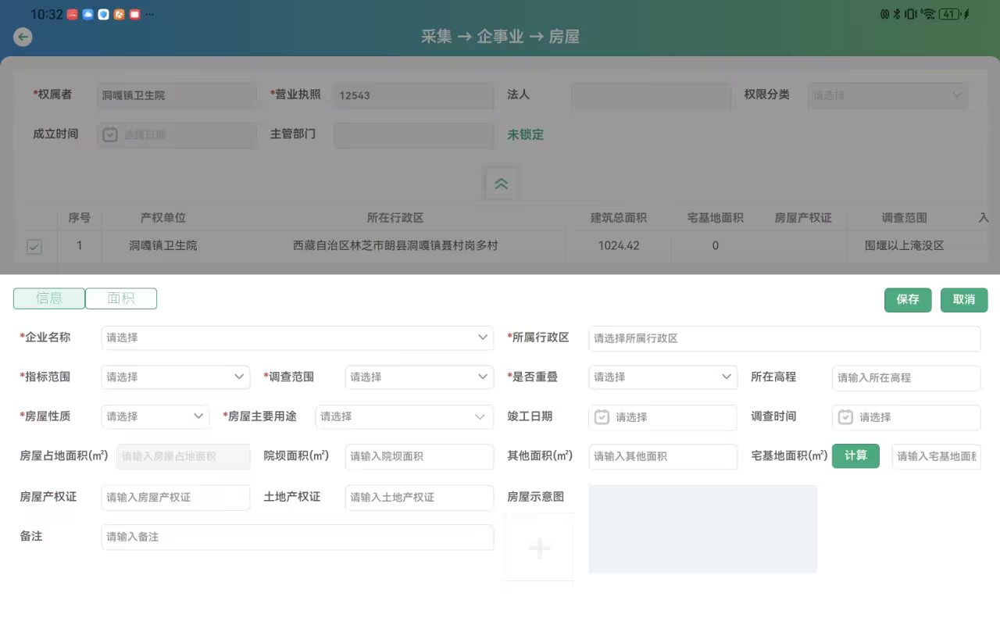 10:32 ... 41
采集 → 企事业 → 房屋
*权属者 洞嘎镇卫生院 *营业执照 12543 法人 权限分类 请选择
成立时间 选择日期 主管部门 未锁定
序号 产权单位 所在行政区 建筑总面积 宅基地面积 房屋产权证 调查范围 入
1 洞嘎镇卫生院 西藏自治区林芝市朗县洞嘎镇聂村岗多村 1024.42 0 围堰以上淹没区
信息 面积 保存 取消
*企业名称 请选择 *所属行政区 请选择所属行政区
*指标范围 请选择 *调查范围 请选择 *是否重叠 请选择 所在高程 请输入所在高程
*房屋性质 请选择 *房屋主要用途 请选择 竣工日期 请选择 调查时间 请选择
房屋占地面积(㎡) 请输入房屋占地面积 院坝面积(㎡) 请输入院坝面积 其他面积(㎡) 请输入其他面积 宅基地面积(㎡) 计算 请输入宅基地面积
房屋产权证 请输入房屋产权证 土地产权证 请输入土地产权证 房屋示意图
备注 请输入备注